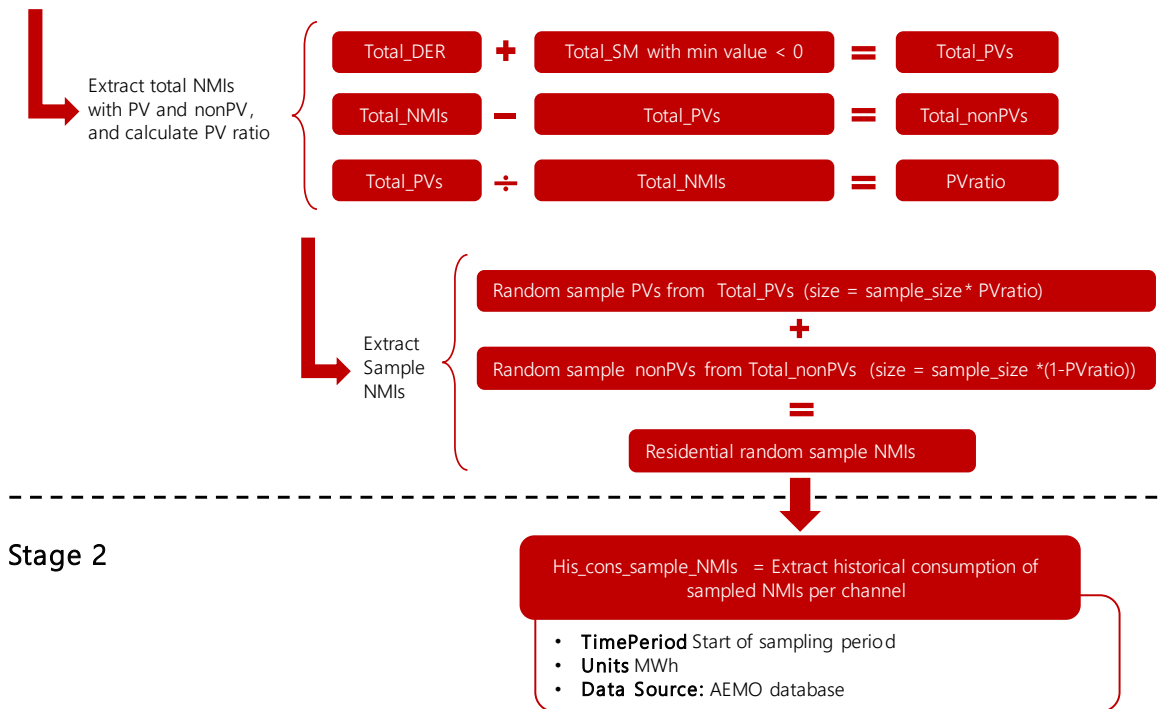 Extract total NMIs
with PV and nonPV,
and calculate PV ratio
Total_DER + Total_SM with min value < 0 = Total_PVs
Total_NMIs − Total_PVs = Total_nonPVs
Total_PVs ÷ Total_NMIs = PVratio
Extract
Sample
NMIs
Random sample PVs from Total_PVs (size = sample_size* PVratio)
+
Random sample nonPVs from Total_nonPVs (size = sample_size *(1-PVratio))
=
Residential random sample NMIs
Stage 2
His_cons_sample_NMIs = Extract historical consumption of
sampled NMIs per channel
• TimePeriod Start of sampling period
• Units MWh
• Data Source: AEMO database